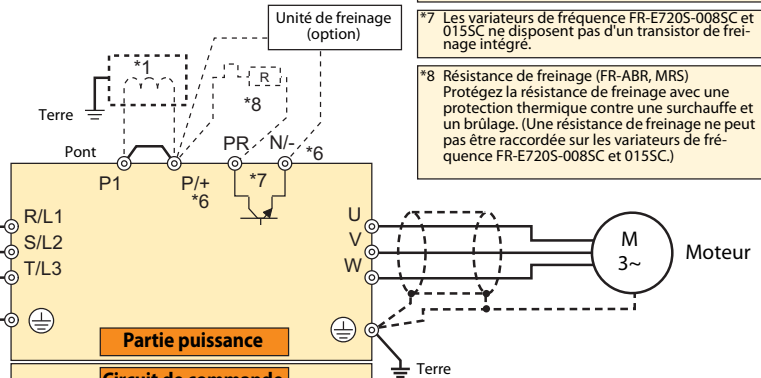 Unité de freinage
(option)
*7 Les variateurs de fréquence FR-E720S-008SC et
015SC ne disposent pas d'un transistor de frei-
nage intégré.
*8 Résistance de freinage (FR-ABR, MRS)
Protégez la résistance de freinage avec une
protection thermique contre une surchauffe et
un brûlage. (Une résistance de freinage ne peut
pas être raccordée sur les variateurs de fré-
quence FR-E720S-008SC et 015SC.)
*1
R
*8
Terre
Pont
PR
N/-
*6
P1
P/+
*6
*7
R/L1
S/L2
T/L3
U
V
W
M
3~
Moteur
Partie puissance
Terre
Circuit de commande